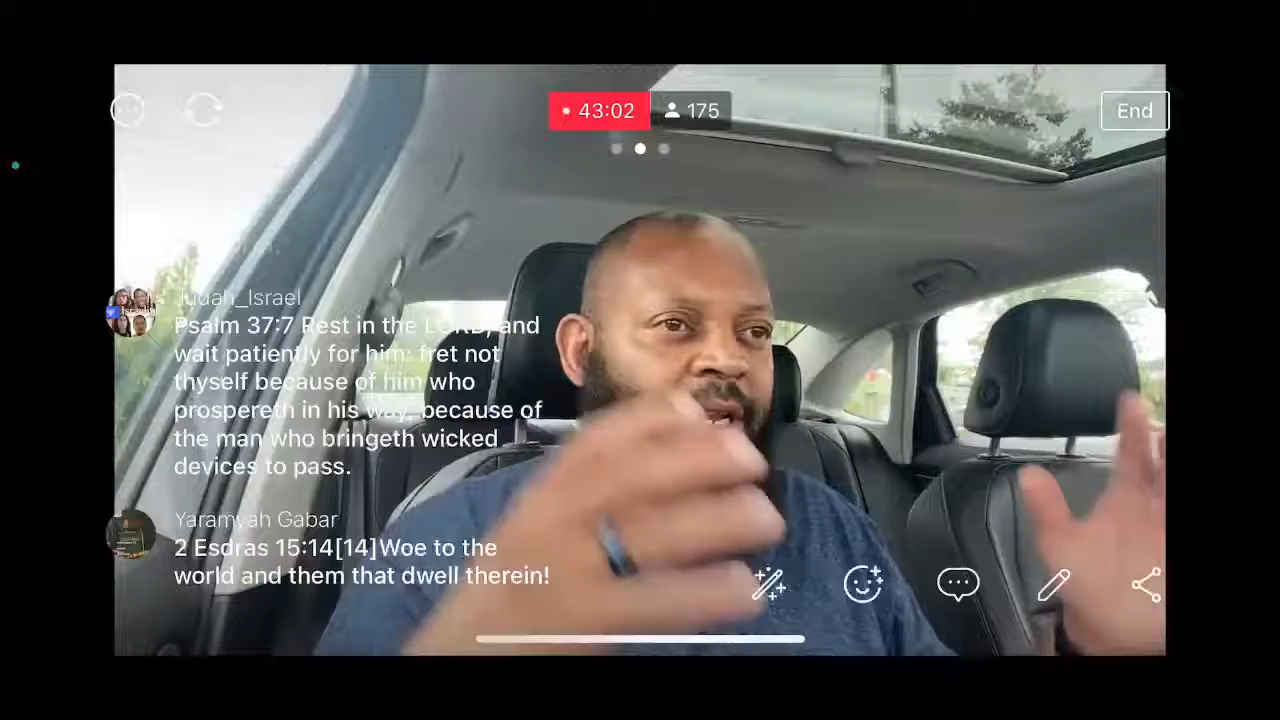 43:02
175
End
Judah_Israel
Psalm 37:7 Rest in the LORD, and
wait patiently for him: fret not
thyself because of him who
prospereth in his way, because of
the man who bringeth wicked
devices to pass.
Yaramyah Gabar
2 Esdras 15:14[14]Woe to the
world and them that dwell therein!